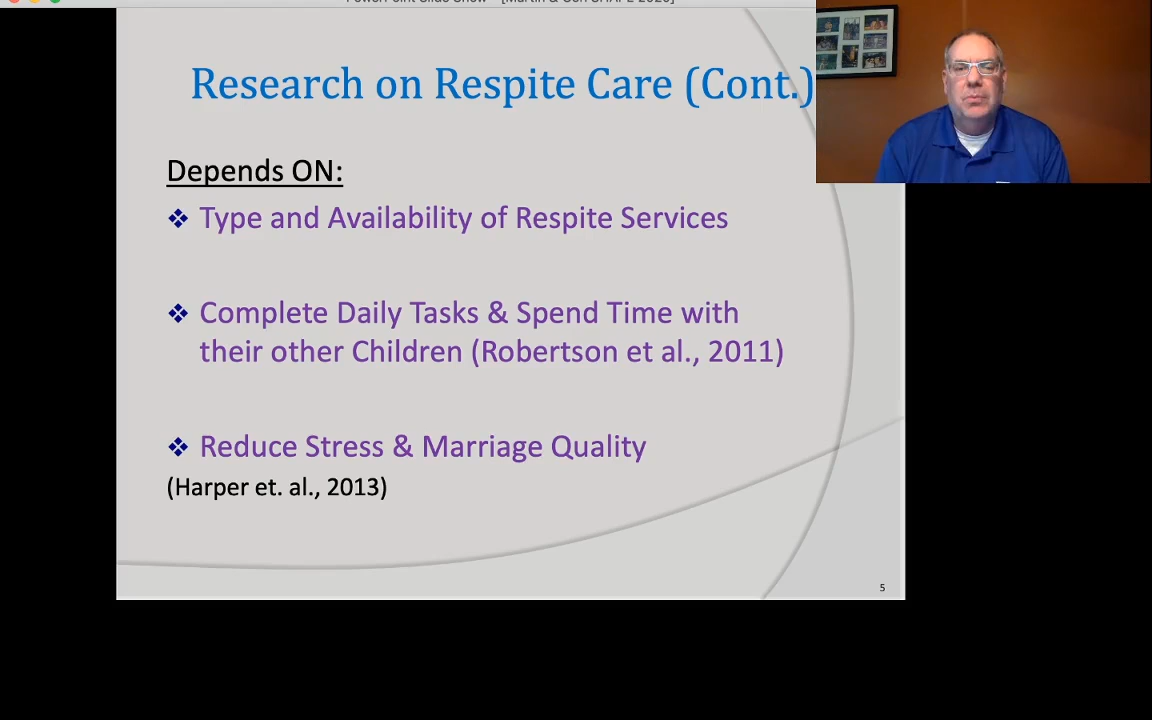 Research on Respite Care (Cont.)
Depends ON:
❖ Type and Availability of Respite Services
❖ Complete Daily Tasks & Spend Time with
their other Children (Robertson et al., 2011)
❖ Reduce Stress & Marriage Quality
(Harper et. al., 2013)
5